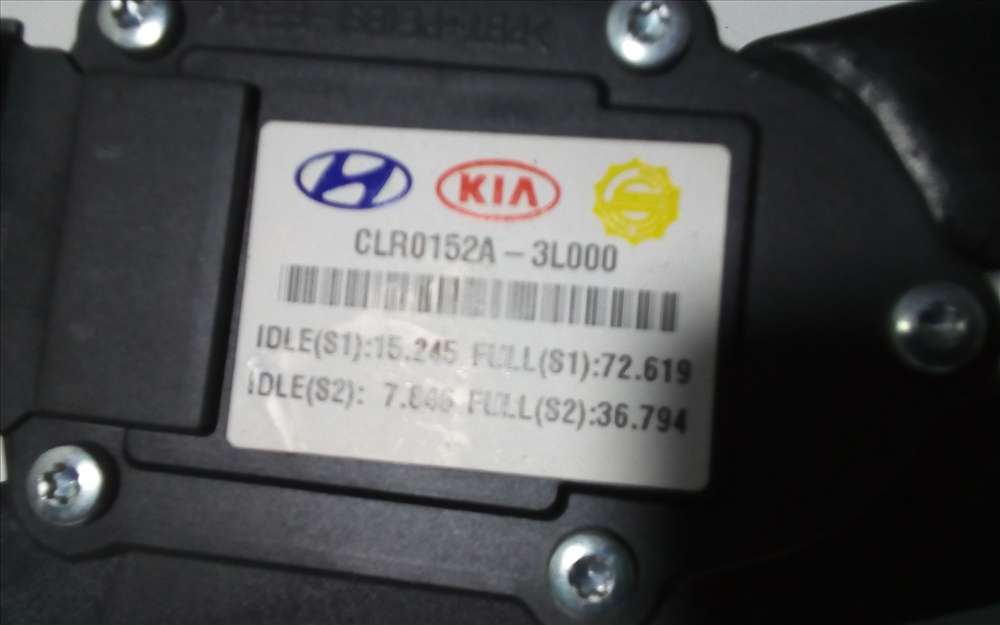 KIA
CLR0152A - 3L000
IDLE(S1):15.245 FULL(S1):72.619
IDLE(S2): FULL(S2):36.794